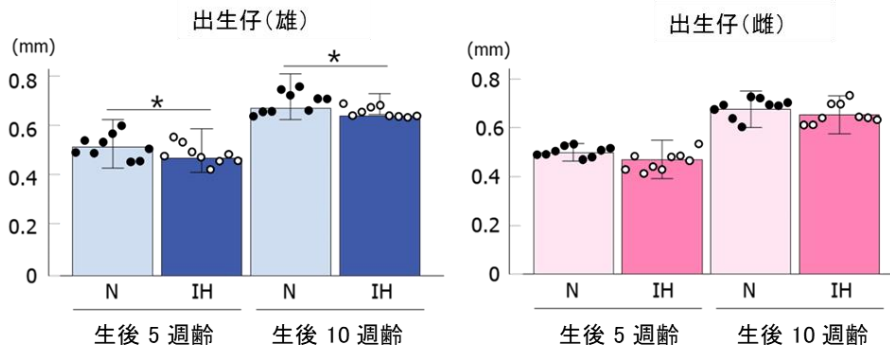 出生仔（雄）
(mm)
0.8
0.6
0.4
0.2
0
*
*
N
IH
N
IH
生後 5 週齢
生後 10 週齢
出生仔（雌）
(mm)
0.8
0.6
0.4
0.2
0
N
IH
N
IH
生後 5 週齢
生後 10 週齢